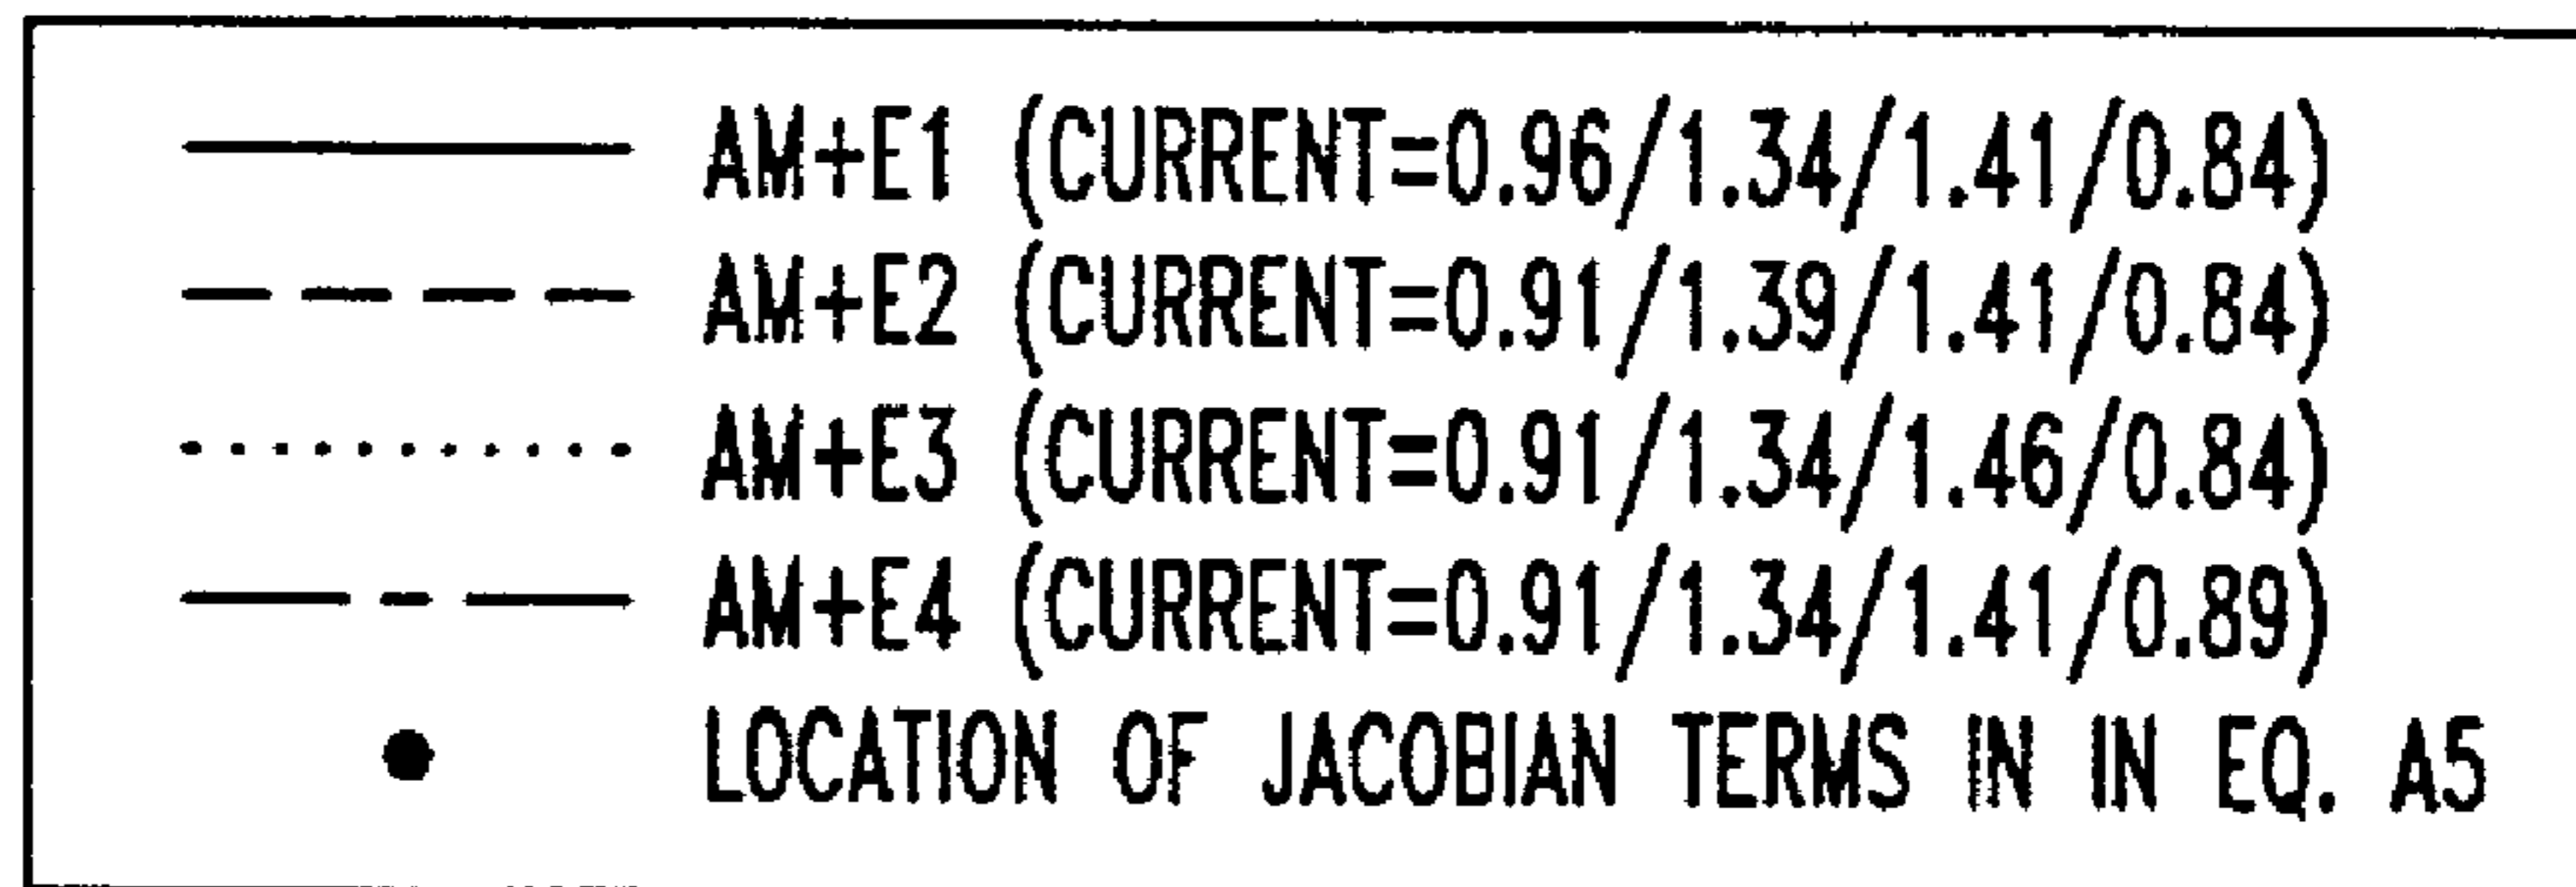 AM+E1 (CURRENT=0.96/1.34/1.41/0.84)
AM+E2 (CURRENT=0.91/1.39/1.41/0.84)
AM+E3 (CURRENT=0.91/1.34/1.46/0.84)
AM+E4 (CURRENT=0.91/1.34/1.41/0.89)
LOCATION OF JACOBIAN TERMS IN IN EQ. A5